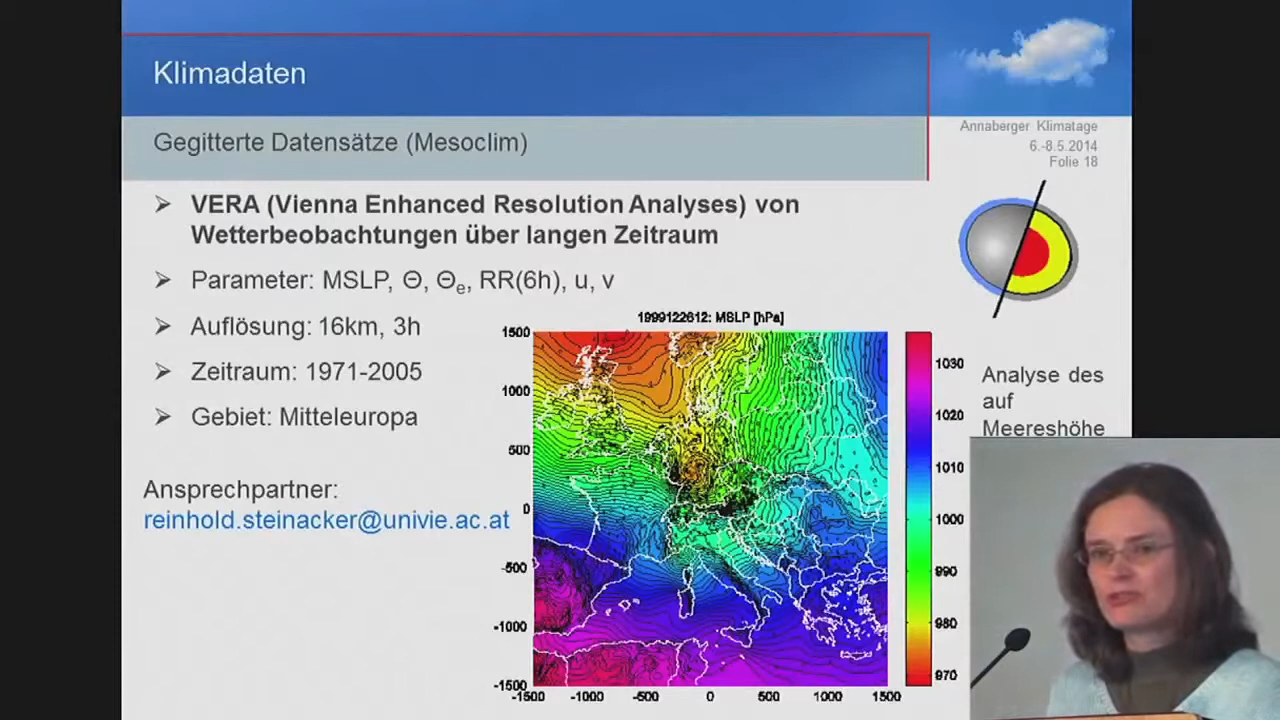 Klimadaten
Gegitterte Datensätze (Mesoclim)
Annaberger Klimatage
6.-8.5.2014
Folie 18
VERA (Vienna Enhanced Resolution Analyses) von
Wetterbeobachtungen über langen Zeitraum
Parameter: MSLP, Θ, Θe, RR(6h), u, v
Auflösung: 16km, 3h
Zeitraum: 1971-2005
Gebiet: Mitteleuropa
Ansprechpartner:
reinhold.steinacker@univie.ac.at
1999122612: MSLP [hPa]
1500
1000
500
0
-500
-1000
-1500
-1500 -1000 -500 0 500 1000 1500
1030
1020
1010
1000
990
980
970
Analyse des
auf
Meereshöhe